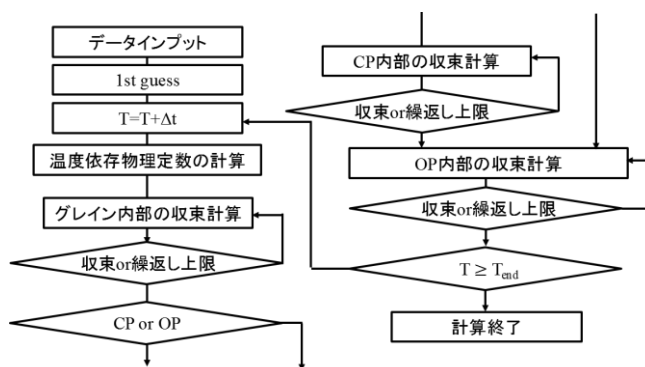 データインプット
1st guess
T=T+Δt
温度依存物理定数の計算
グレイン内部の収束計算
収束or繰返し上限
CP or OP
CP内部の収束計算
収束or繰返し上限
OP内部の収束計算
収束or繰返し上限
T ≥ Tend
計算終了